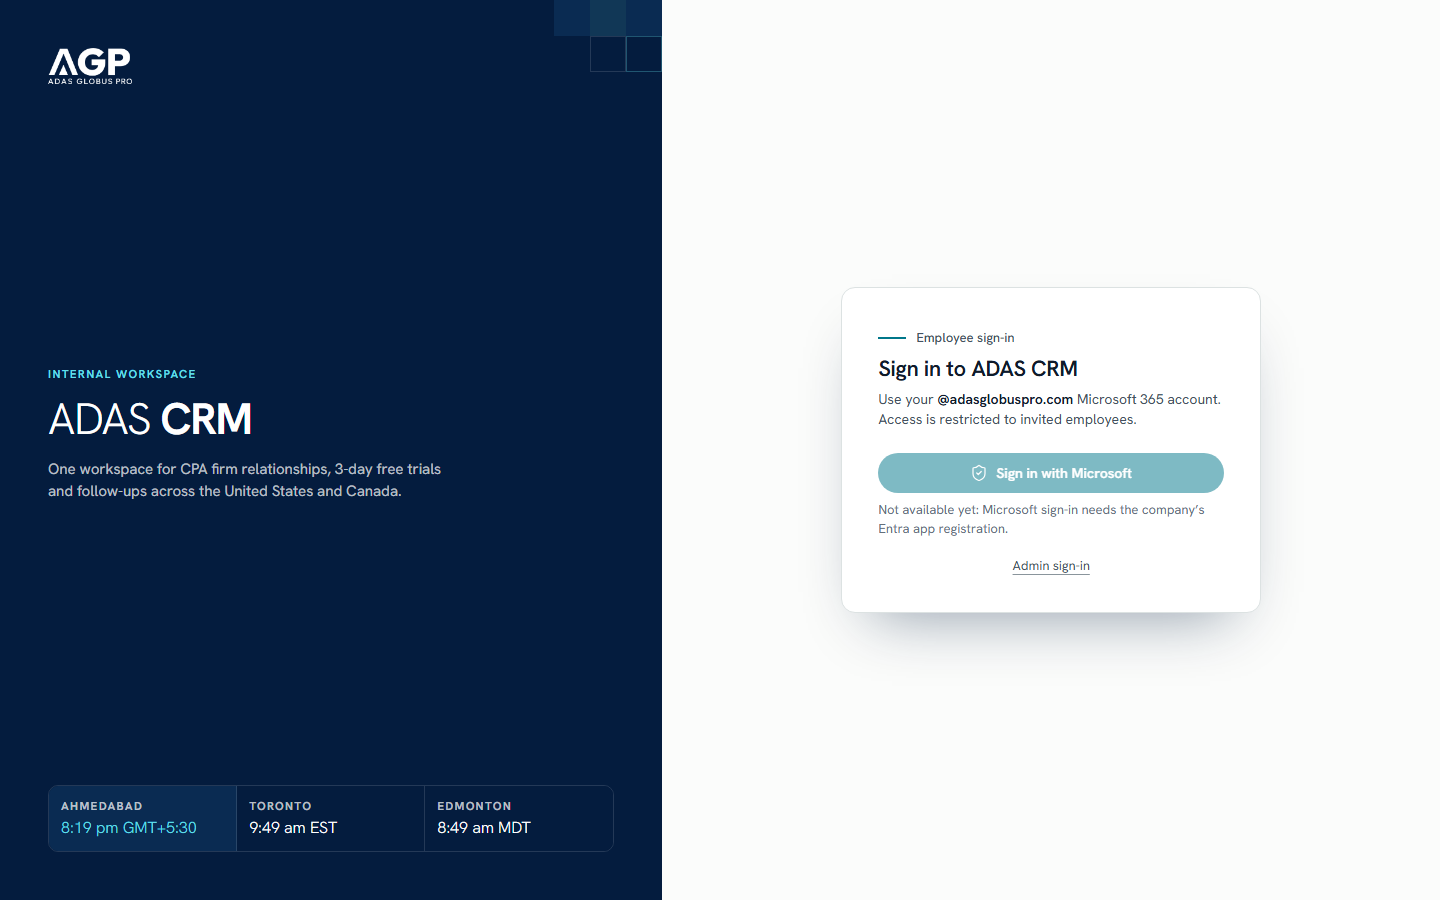 AGP
ADAS GLOBUS PRO
INTERNAL WORKSPACE
ADAS CRM
One workspace for CPA firm relationships, 3-day free trials
and follow-ups across the United States and Canada.
AHMEDABAD
8:19 pm GMT+5:30
TORONTO
9:49 am EST
EDMONTON
8:49 am MDT
Employee sign-in
Sign in to ADAS CRM
Use your @adasglobuspro.com Microsoft 365 account.
Access is restricted to invited employees.
Sign in with Microsoft
Not available yet: Microsoft sign-in needs the company’s
Entra app registration.
Admin sign-in